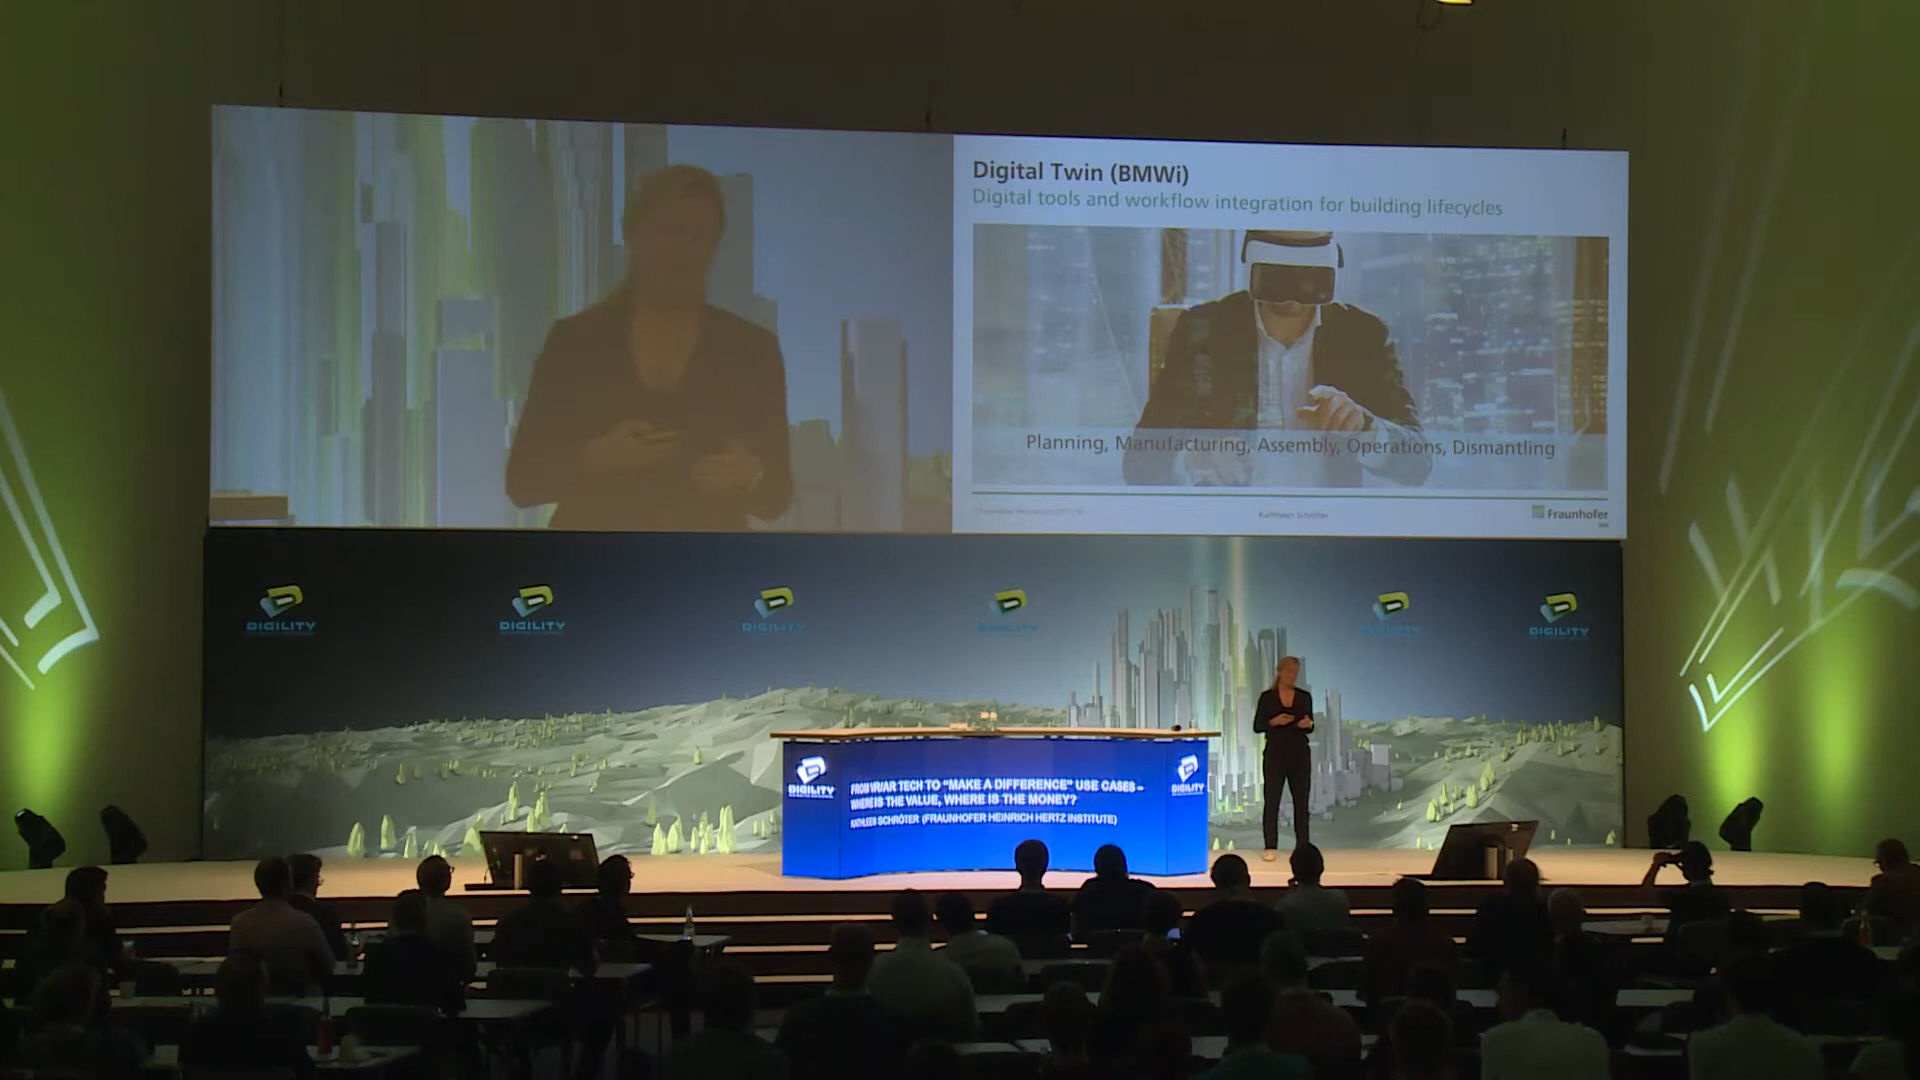 Digital Twin (BMWi)
Digital tools and workflow integration for building lifecycles
Planning, Manufacturing, Assembly, Operations, Dismantling
Kathleen Schröter
Fraunhofer
DIGILITY
DIGILITY
DIGILITY
DIGILITY
DIGILITY
DIGILITY
DIGILITY
FROM VR/AR TECH TO "MAKE A DIFFERENCE" USE CASES –
WHERE IS THE VALUE, WHERE IS THE MONEY?
KATHLEEN SCHRÖTER (FRAUNHOFER HEINRICH HERTZ INSTITUTE)
DIGILITY